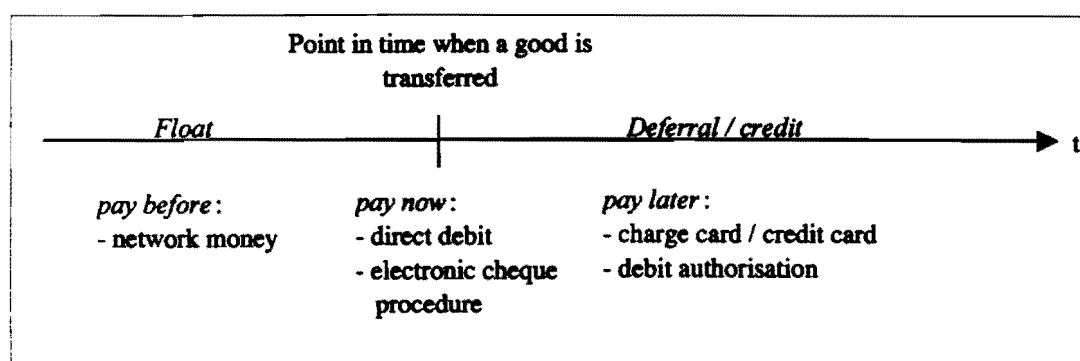 Point in time when a good is
transferred
Float
Deferral / credit
t
pay before :
- network money
pay now :
- direct debit
- electronic cheque
procedure
pay later :
- charge card / credit card
- debit authorisation